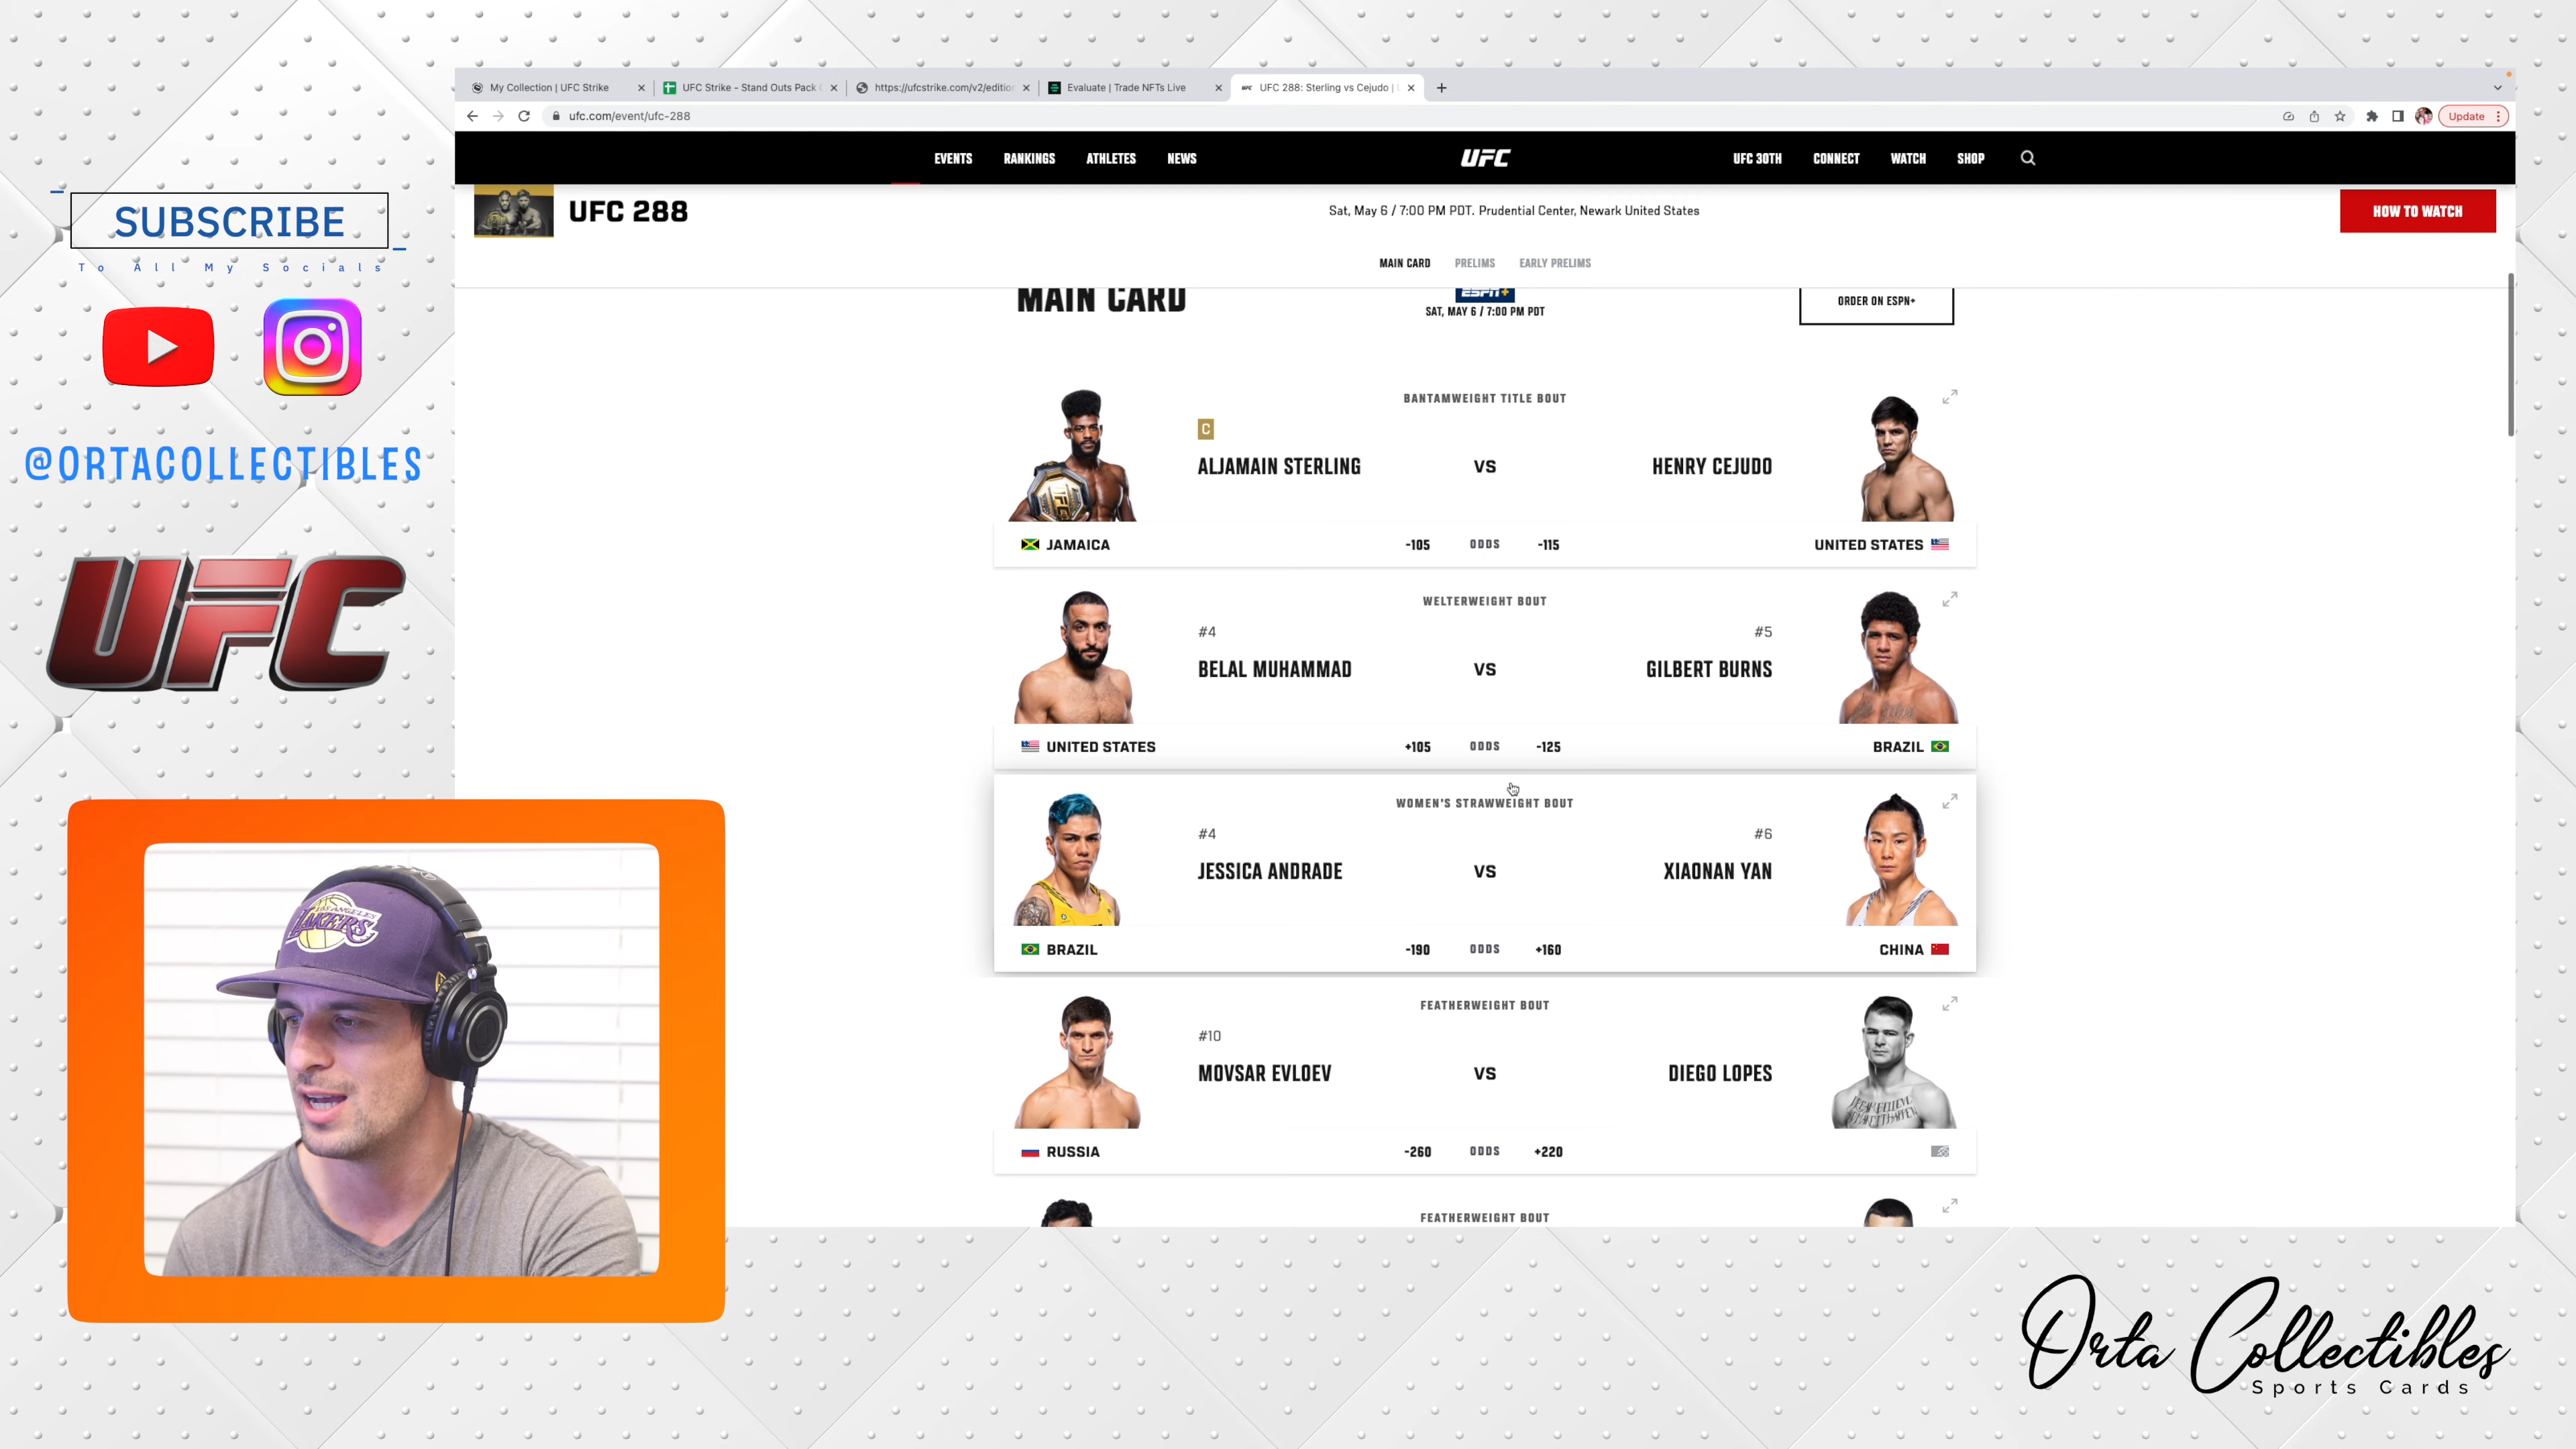 My Collection | UFC Strike
UFC Strike - Stand Outs Pack
https://ufcstrike.com/v2/edition
Evaluate | Trade NFTs Live
UFC 288: Sterling vs Cejudo |
ufc.com/event/ufc-288
Update
EVENTS RANKINGS ATHLETES NEWS UFC UFC 30TH CONNECT WATCH SHOP
UFC 288
Sat, May 6 / 7:00 PM PDT. Prudential Center, Newark United States
HOW TO WATCH
MAIN CARD PRELIMS EARLY PRELIMS
MAIN CARD
ESPN+
SAT, MAY 6 / 7:00 PM PDT
ORDER ON ESPN+
BANTAMWEIGHT TITLE BOUT
C
ALJAMAIN STERLING VS HENRY CEJUDO
JAMAICA -105 ODDS -115 UNITED STATES
WELTERWEIGHT BOUT
#4 #5
BELAL MUHAMMAD VS GILBERT BURNS
UNITED STATES +105 ODDS -125 BRAZIL
WOMEN'S STRAWWEIGHT BOUT
#4 #6
JESSICA ANDRADE VS XIAONAN YAN
BRAZIL -190 ODDS +160 CHINA
FEATHERWEIGHT BOUT
#10
MOVSAR EVLOEV VS DIEGO LOPES
RUSSIA -260 ODDS +220
FEATHERWEIGHT BOUT
SUBSCRIBE
To All My Socials
@ORTACOLLECTIBLES
UFC
LOS ANGELES
LAKERS
Orta Collectibles
Sports Cards